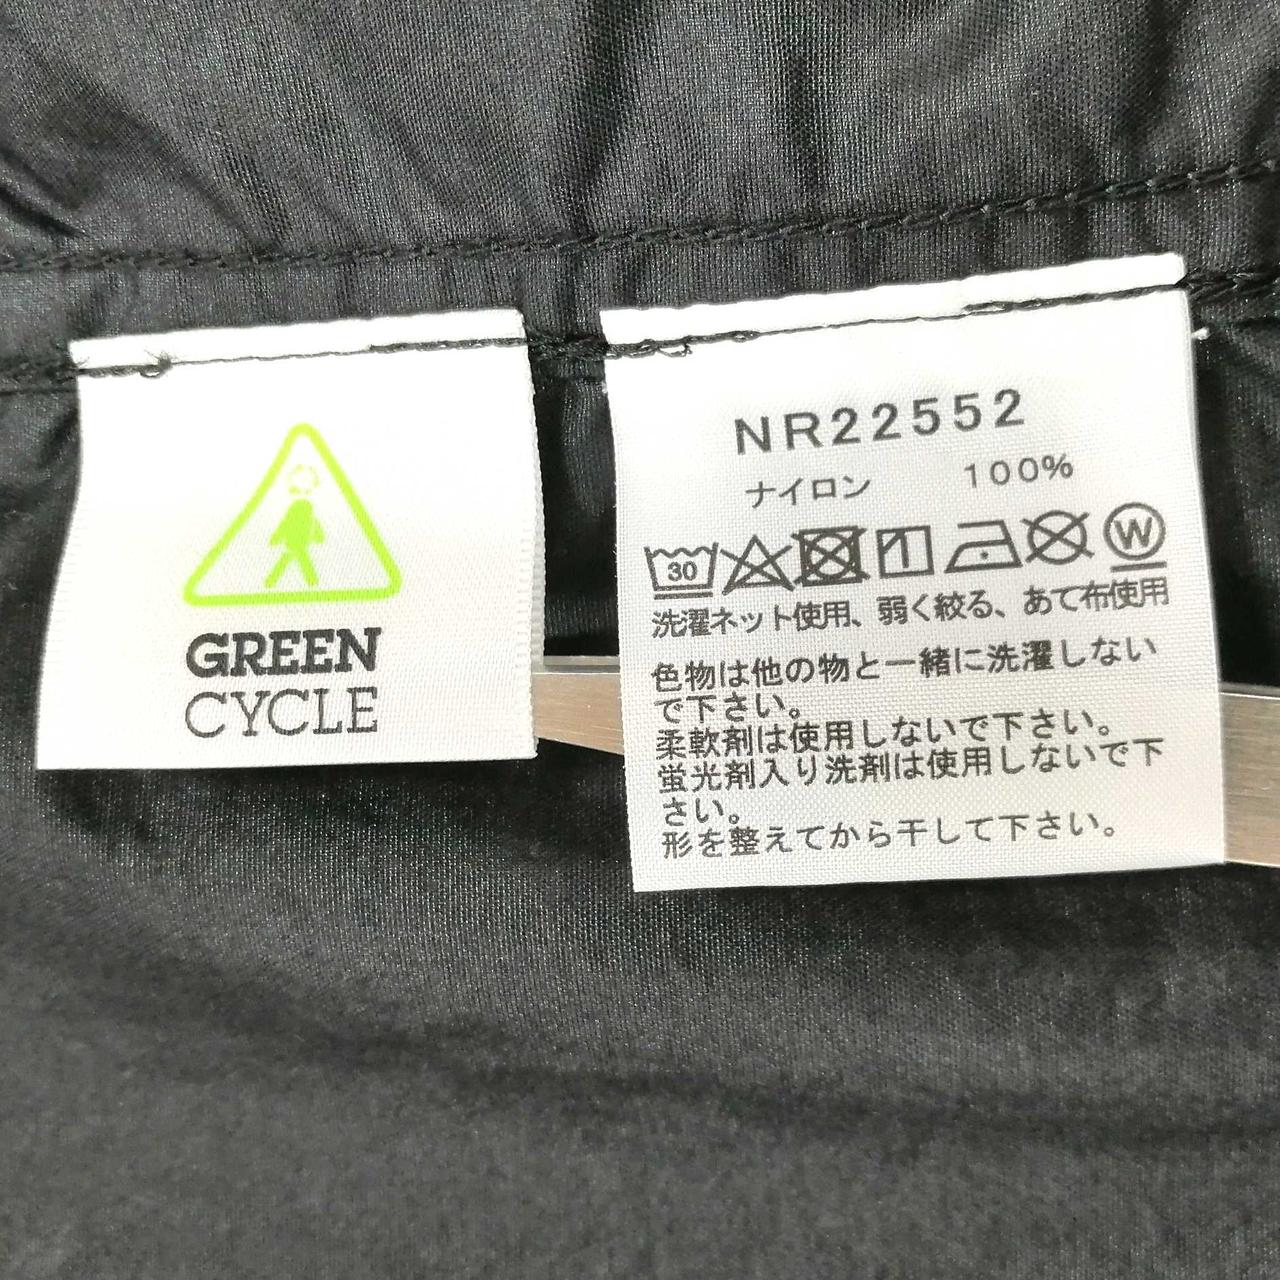 GREEN
CYCLE
NR22552
ナイロン 100%
30 W
洗濯ネット使用、弱く絞る、あて布使用
色物は他の物と一緒に洗濯しない
で下さい。
柔軟剤は使用しないで下さい。
蛍光剤入り洗剤は使用しないで下
さい。
形を整えてから干して下さい。